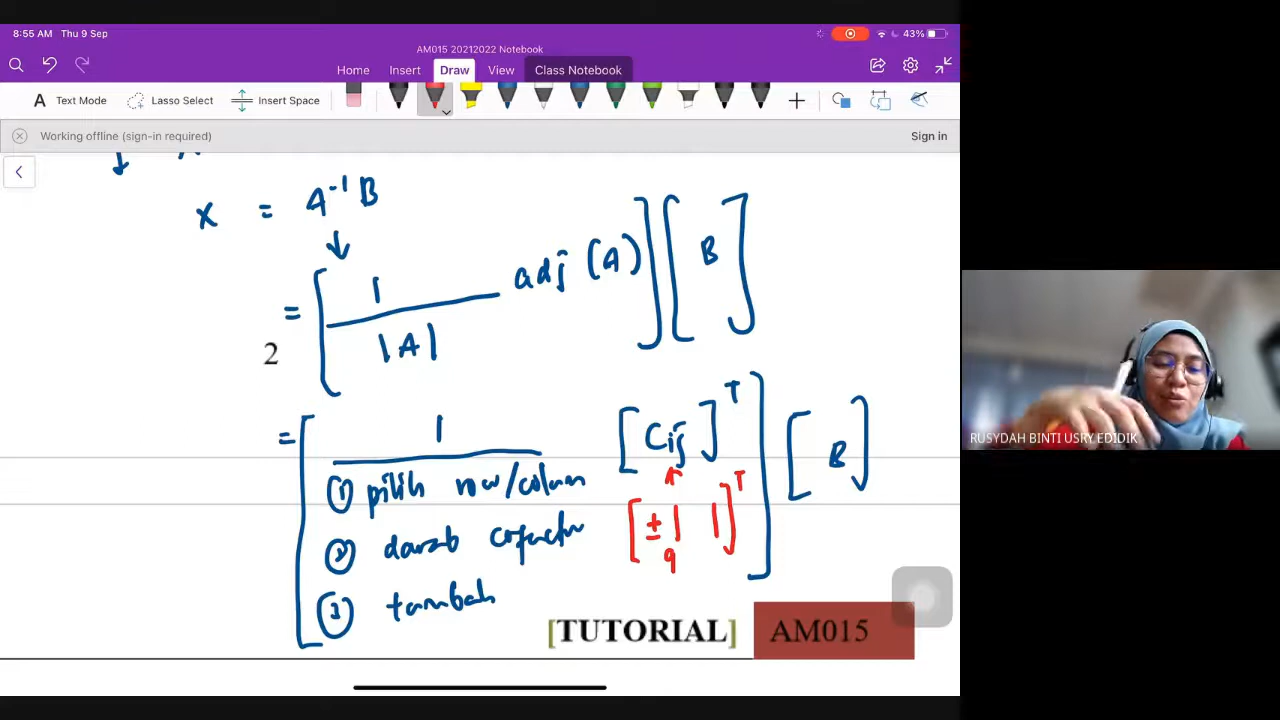 8:55 AM Thu 9 Sep
43%
AM015 20212022 Notebook
Home Insert Draw View Class Notebook
A Text Mode Lasso Select Insert Space
Working offline (sign-in required) Sign in
X = A⁻¹B
= [ 1 / |A| adj (A) ] [ B ]
2
= [ 1 / [Cij]ᵀ ] [ B ]
① pilih row/column
[± | |]ᵀ
② darab cofactor
9
③ tambah
[TUTORIAL] AM015
RUSYDAH BINTI USRY EDIDIK